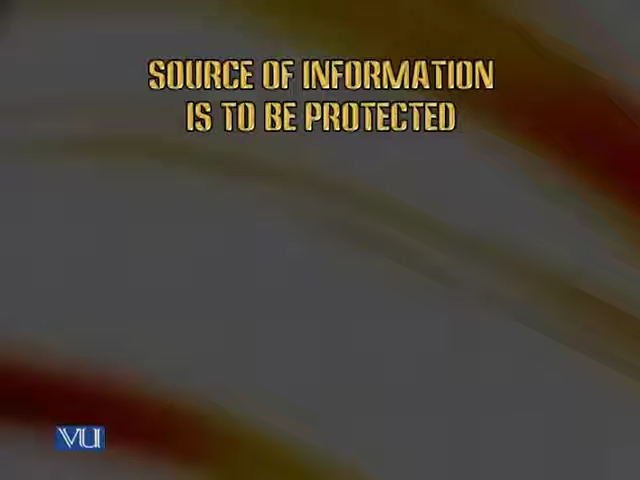 SOURCE OF INFORMATION
IS TO BE PROTECTED
VU